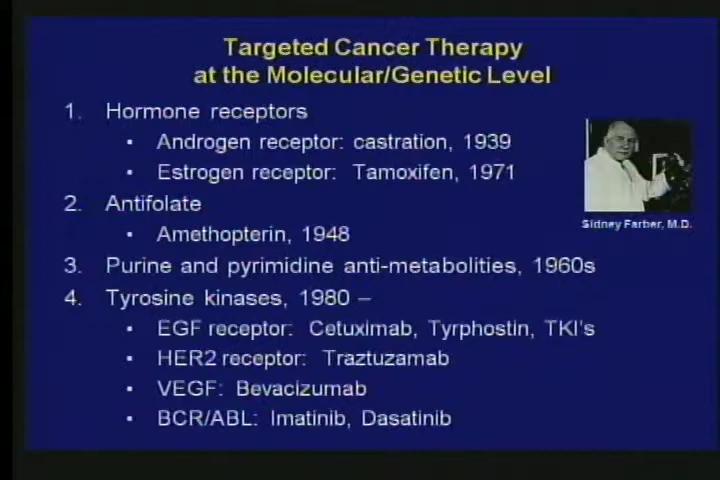 Targeted Cancer Therapy
at the Molecular/Genetic Level
1. Hormone receptors
▪ Androgen receptor: castration, 1939
▪ Estrogen receptor: Tamoxifen, 1971
2. Antifolate
▪ Amethopterin, 1948
3. Purine and pyrimidine anti-metabolities, 1960s
4. Tyrosine kinases, 1980 –
▪ EGF receptor: Cetuximab, Tyrphostin, TKI's
▪ HER2 receptor: Traztuzamab
▪ VEGF: Bevacizumab
▪ BCR/ABL: Imatinib, Dasatinib
Sidney Farber, M.D.